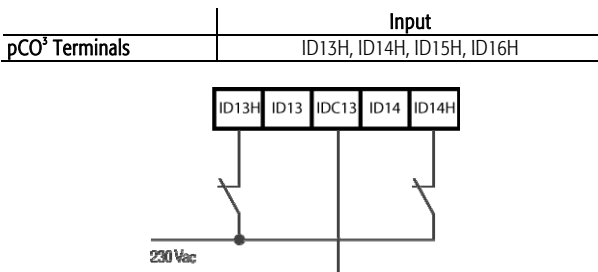 Input
pCO³ Terminals ID13H, ID14H, ID15H, ID16H
ID13H ID13 IDC13 ID14 ID14H
230 Vac